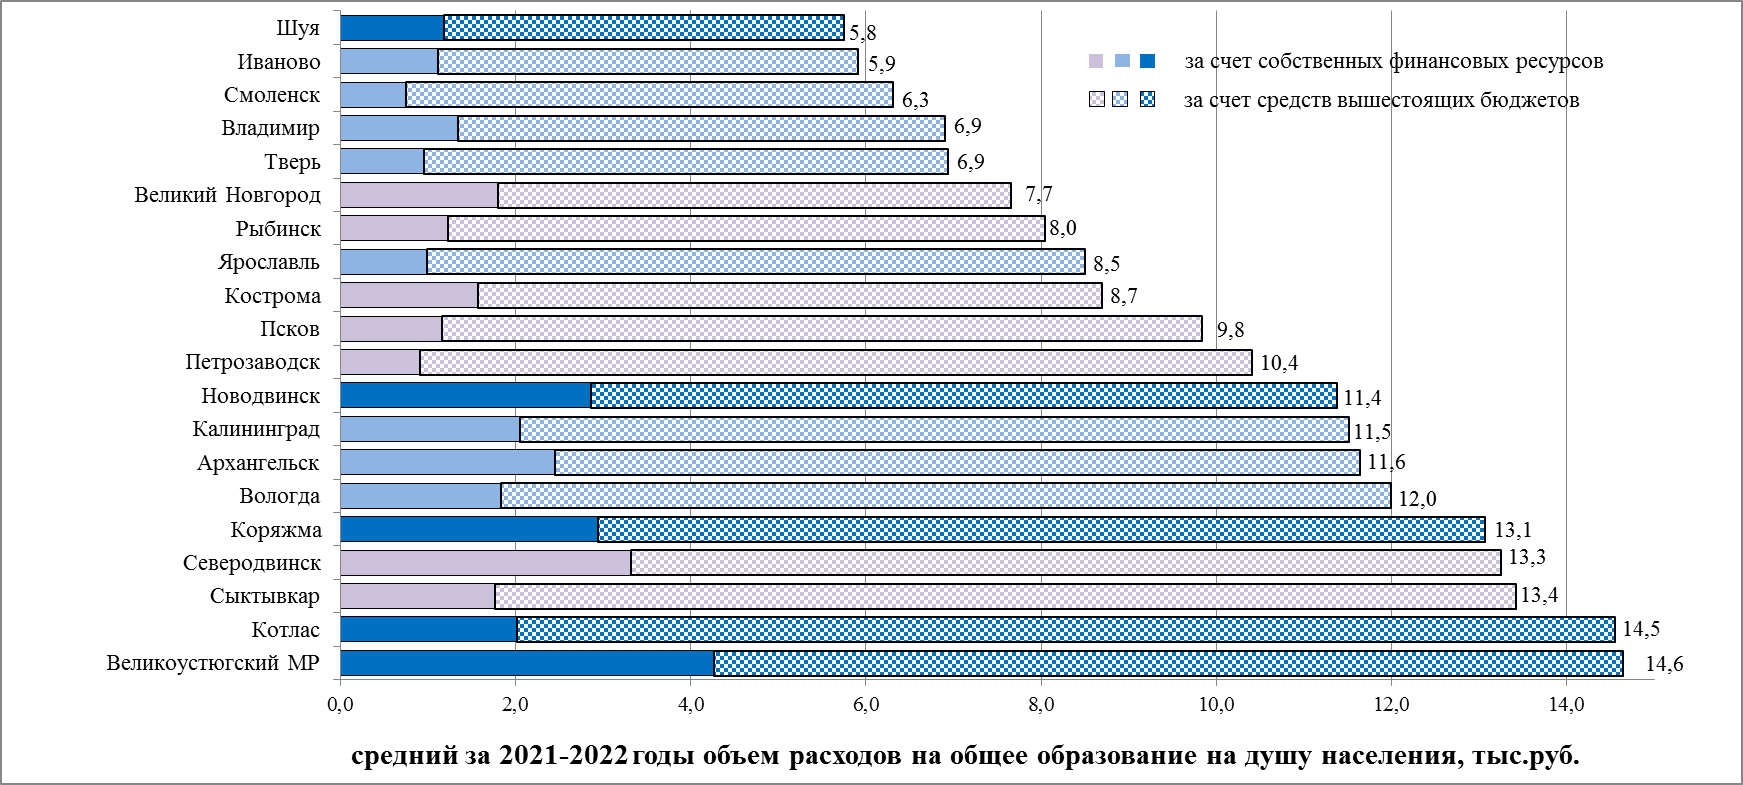 Шуя 5,8
Иваново 5,9
за счет собственных финансовых ресурсов
Смоленск 6,3
за счет средств вышестоящих бюджетов
Владимир 6,9
Тверь 6,9
Великий Новгород 7,7
Рыбинск 8,0
Ярославль 8,5
Кострома 8,7
Псков 9,8
Петрозаводск 10,4
Новодвинск 11,4
Калининград 11,5
Архангельск 11,6
Вологда 12,0
Коряжма 13,1
Северодвинск 13,3
Сыктывкар 13,4
Котлас 14,5
Великоустюгский МР 14,6
0,0 2,0 4,0 6,0 8,0 10,0 12,0 14,0
средний за 2021-2022 годы объем расходов на общее образование на душу населения, тыс.руб.